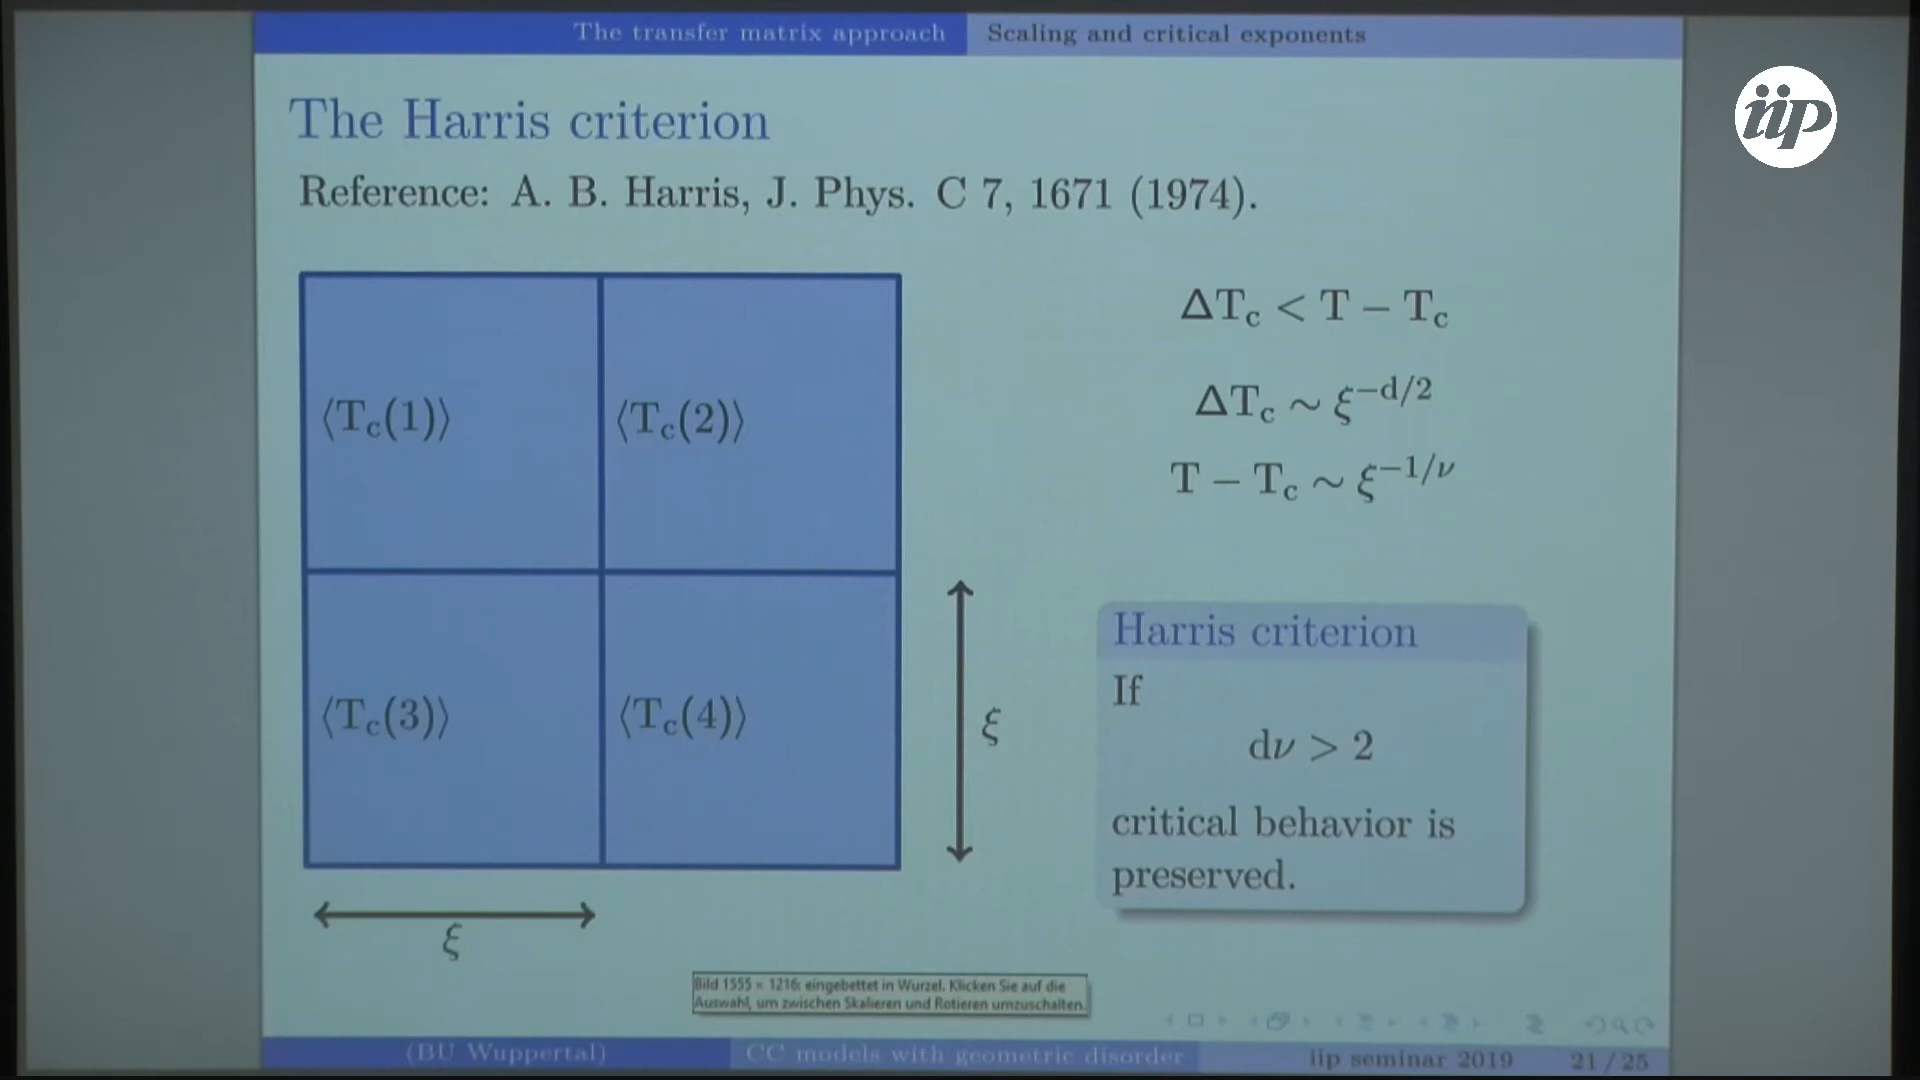 The transfer matrix approach Scaling and critical exponents
iip
The Harris criterion
Reference: A. B. Harris, J. Phys. C 7, 1671 (1974).
⟨T_c(1)⟩ ⟨T_c(2)⟩
⟨T_c(3)⟩ ⟨T_c(4)⟩
ξ
ξ
ΔT_c < T − T_c
ΔT_c ∼ ξ^{−d/2}
T − T_c ∼ ξ^{−1/ν}
Harris criterion
If
dν > 2
critical behavior is
preserved.
Bild 1555 × 1216: eingebettet in Wurzel. Klicken Sie auf die
Auswahl, um zwischen Skalieren und Rotieren umzuschalten.
(BU Wuppertal) CC models with geometric disorder iip seminar 2019 21 / 25